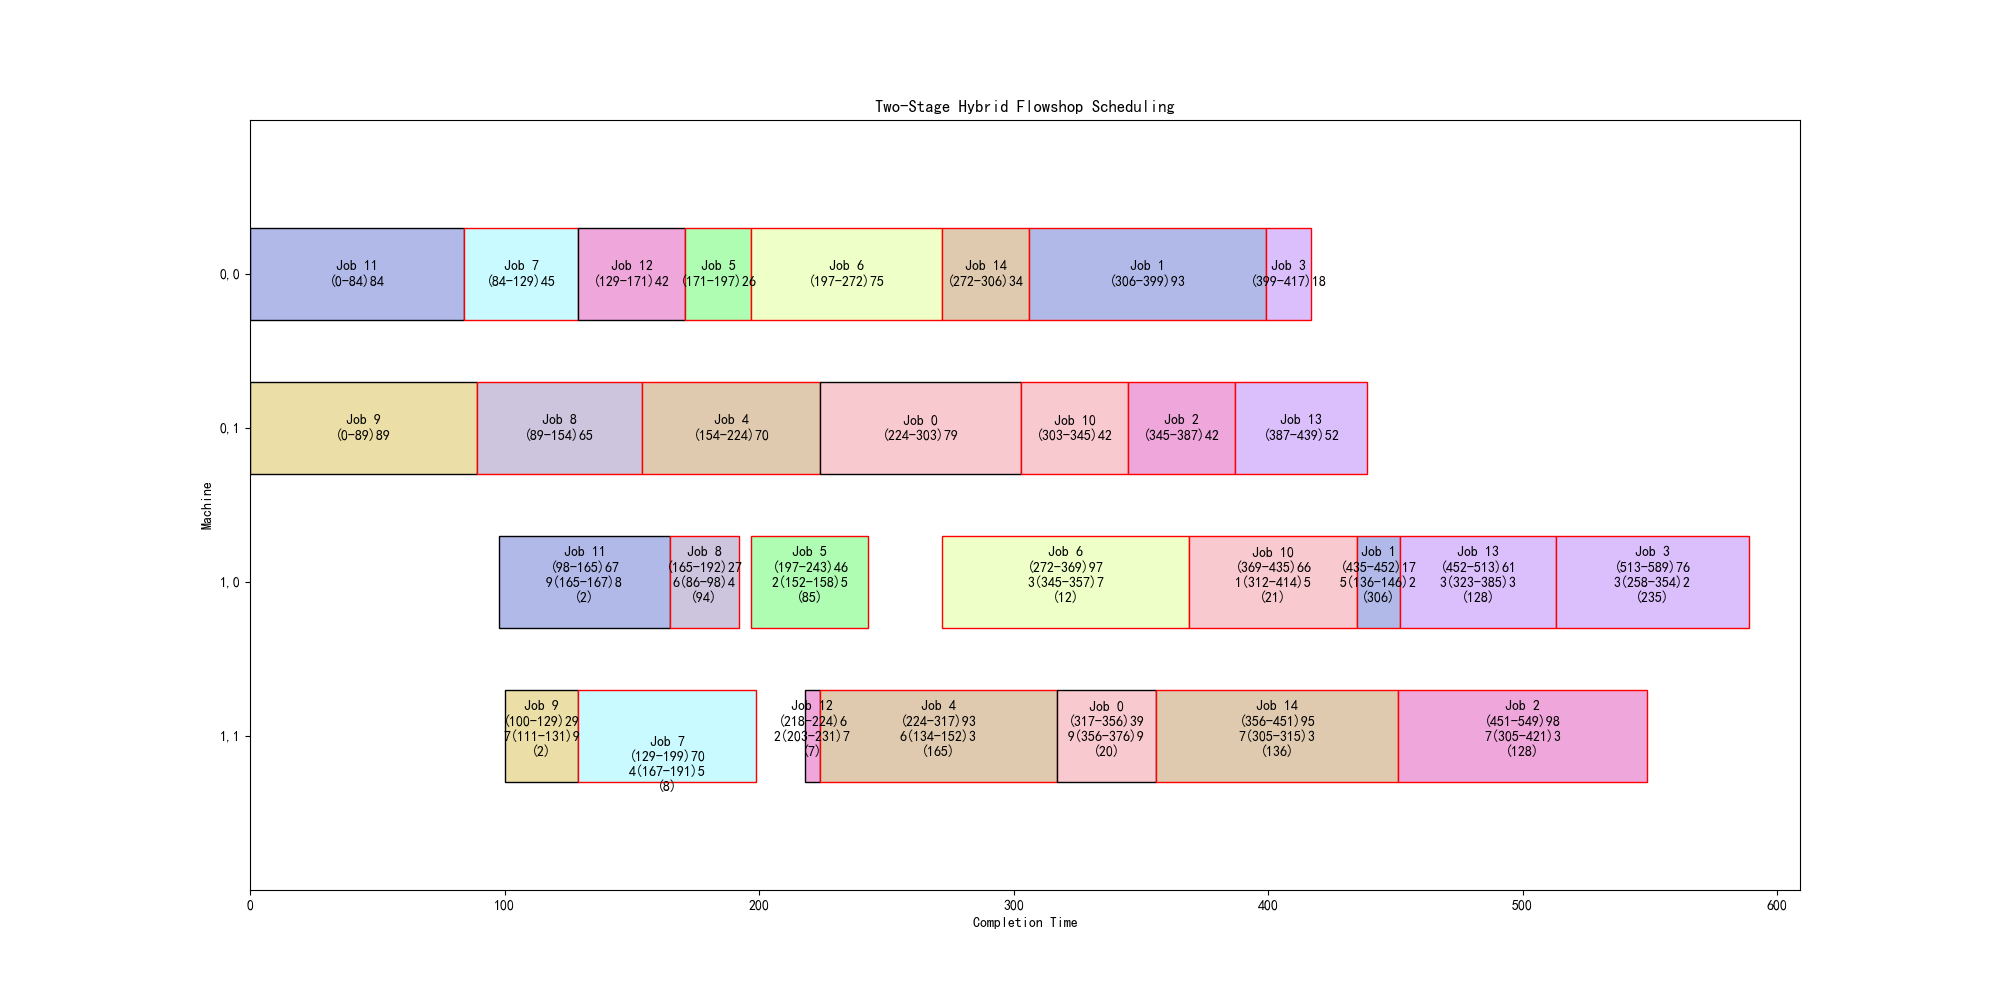 Two-Stage Hybrid Flowshop Scheduling
0,0
Job 11
(0-84)84
Job 7
(84-129)45
Job 12
(129-171)42
Job 5
(171-197)26
Job 6
(197-272)75
Job 14
(272-306)34
Job 1
(306-399)93
Job 3
(399-417)18
0,1
Job 9
(0-89)89
Job 8
(89-154)65
Job 4
(154-224)70
Job 0
(224-303)79
Job 10
(303-345)42
Job 2
(345-387)42
Job 13
(387-439)52
Machine
1,0
Job 11
(98-165)67
9(165-167)8
(2)
Job 8
(165-192)27
6(86-98)4
(94)
Job 5
(197-243)46
2(152-158)5
(85)
Job 6
(272-369)97
3(345-357)7
(12)
Job 10
(369-435)66
1(312-414)5
(21)
Job 1
(435-452)17
5(136-146)2
(306)
Job 13
(452-513)61
3(323-385)3
(128)
Job 3
(513-589)76
3(258-354)2
(235)
1,1
Job 9
(100-129)29
7(111-131)9
(2)
Job 7
(129-199)70
4(167-191)5
(8)
Job 12
(218-224)6
2(203-231)7
(7)
Job 4
(224-317)93
6(134-152)3
(165)
Job 0
(317-356)39
9(356-376)9
(20)
Job 14
(356-451)95
7(305-315)3
(136)
Job 2
(451-549)98
7(305-421)3
(128)
0
100
200
300
400
500
600
Completion Time